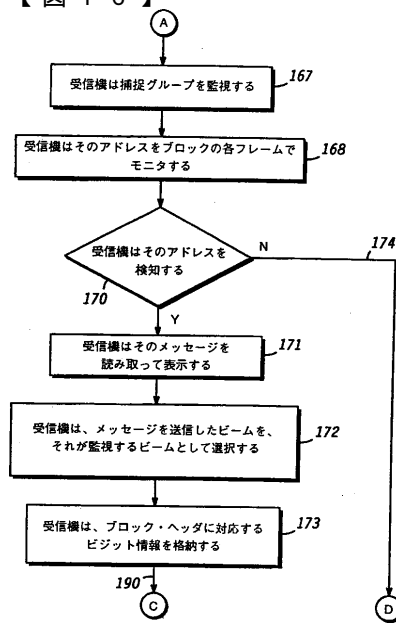 【図１６】
A
受信機は捕捉グループを監視する
167
受信機はそのアドレスをブロックの各フレームで
モニタする
168
受信機はそのアドレスを
検知する
170
N
174
Y
受信機はそのメッセージを
読み取って表示する
171
受信機は、メッセージを送信したビームを、
それが監視するビームとして選択する
172
受信機は、ブロック・ヘッダに対応する
ビジット情報を格納する
173
190
C
D